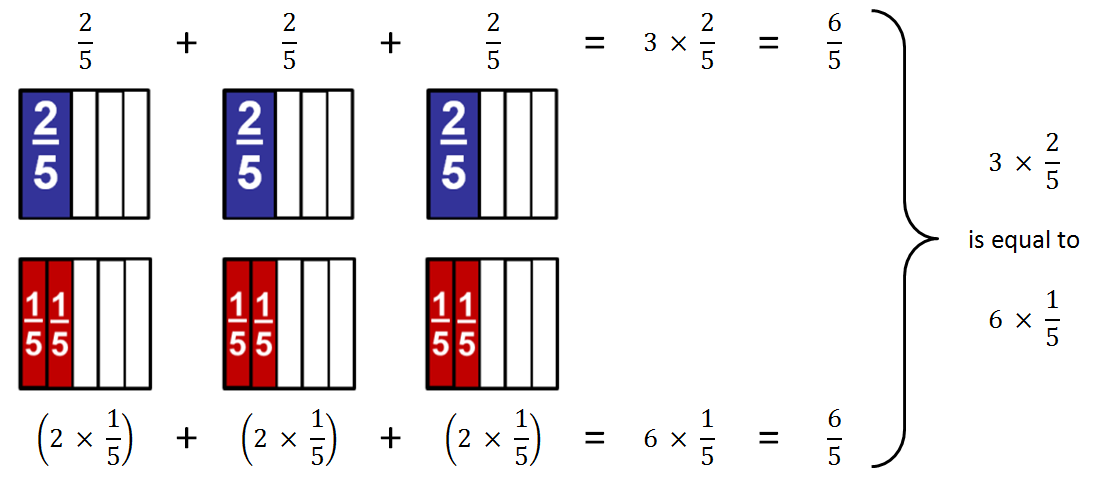 2/5 + 2/5 + 2/5 = 3 × 2/5 = 6/5
2/5 2/5 2/5
3 × 2/5
is equal to
6 × 1/5
1/5 1/5 1/5 1/5 1/5 1/5
(2 × 1/5) + (2 × 1/5) + (2 × 1/5) = 6 × 1/5 = 6/5